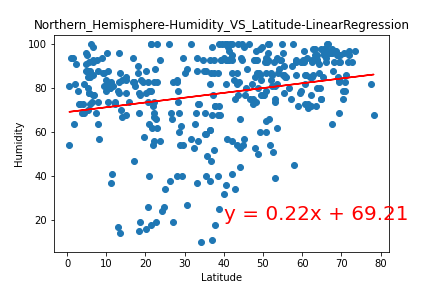 Northern_Hemisphere-Humidity_VS_Latitude-LinearRegression
100
80
60
40
20
Humidity
y = 0.22x + 69.21
0 10 20 30 40 50 60 70 80
Latitude